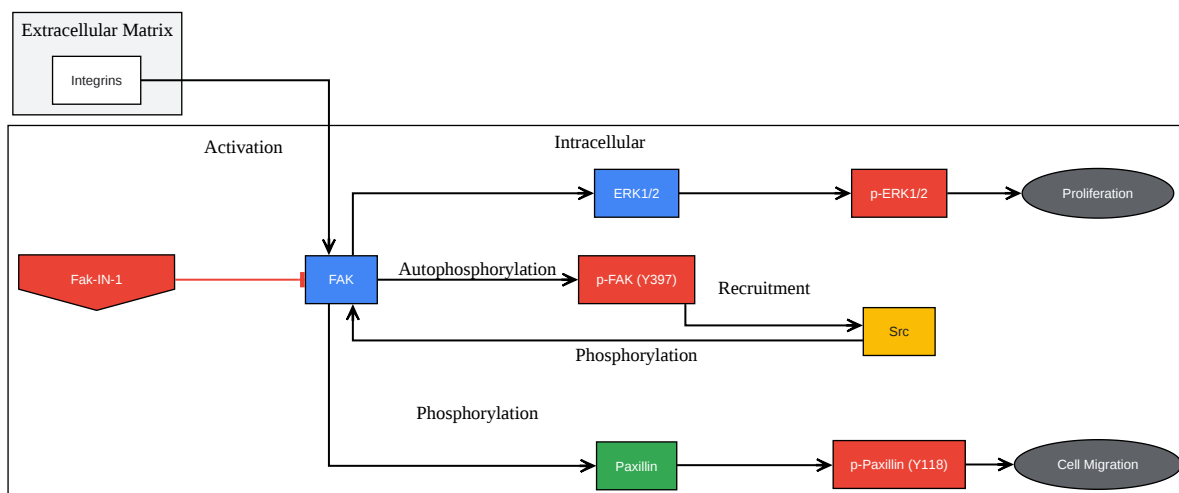 Extracellular Matrix
Integrins
Activation
Intracellular
ERK1/2
p-ERK1/2
Proliferation
Fak-IN-1
FAK
Autophosphorylation
p-FAK (Y397)
Recruitment
Src
Phosphorylation
Phosphorylation
Paxillin
p-Paxillin (Y118)
Cell Migration